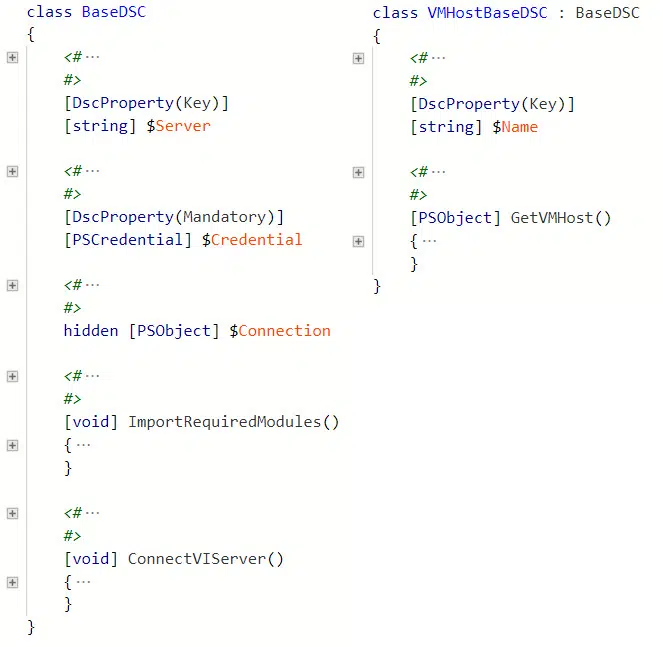 class BaseDSC
{
<#...
#>
[DscProperty(Key)]
[string] $Server
<#...
#>
[DscProperty(Mandatory)]
[PSCredential] $Credential
<#...
#>
hidden [PSObject] $Connection
<#...
#>
[void] ImportRequiredModules()
{...
}
<#...
#>
[void] ConnectVIServer()
{...
}
}
class VMHostBaseDSC : BaseDSC
{
<#...
#>
[DscProperty(Key)]
[string] $Name
<#...
#>
[PSObject] GetVMHost()
{...
}
}